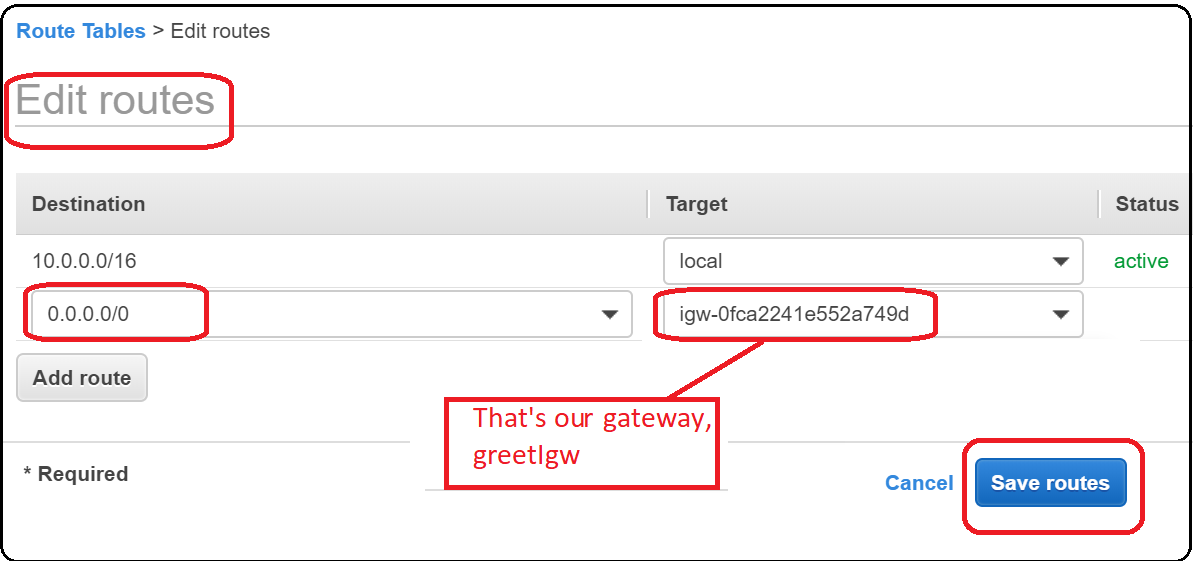 Route Tables > Edit routes
Edit routes
Destination Target Status
10.0.0.0/16 local active
0.0.0.0/0 igw-0fca2241e552a749d
Add route
That's our gateway,
greetIgw
* Required
Cancel Save routes